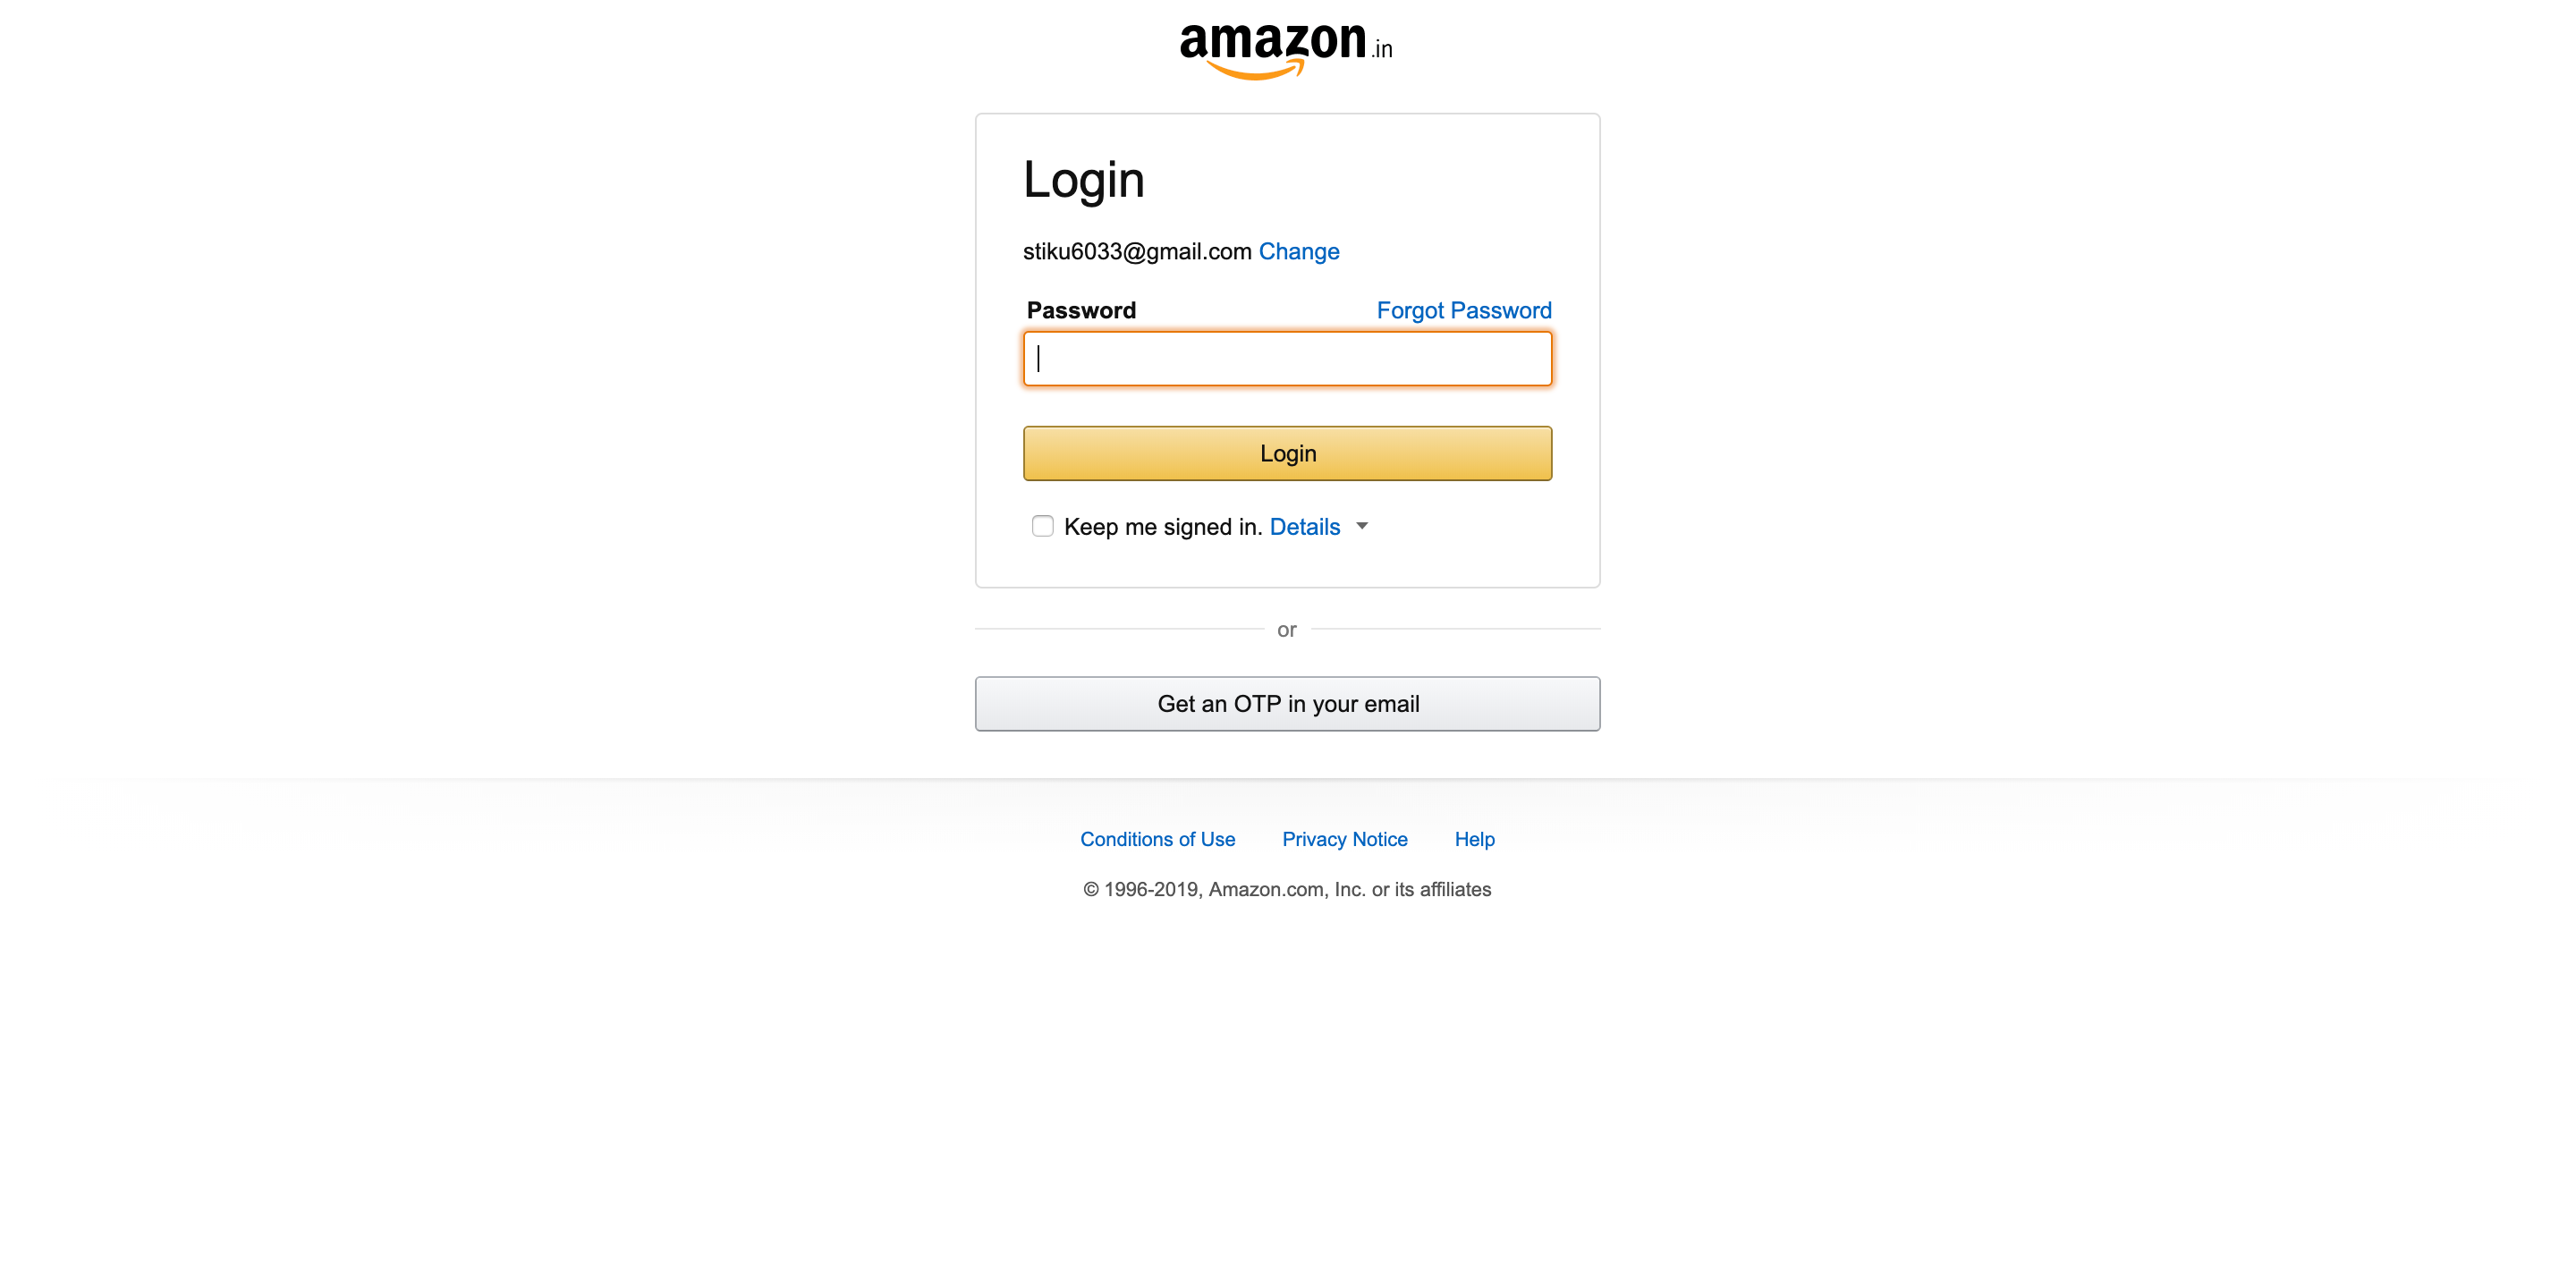 amazon.in
Login
stiku6033@gmail.com Change
Password Forgot Password
Login
Keep me signed in. Details
or
Get an OTP in your email
Conditions of Use Privacy Notice Help
© 1996-2019, Amazon.com, Inc. or its affiliates